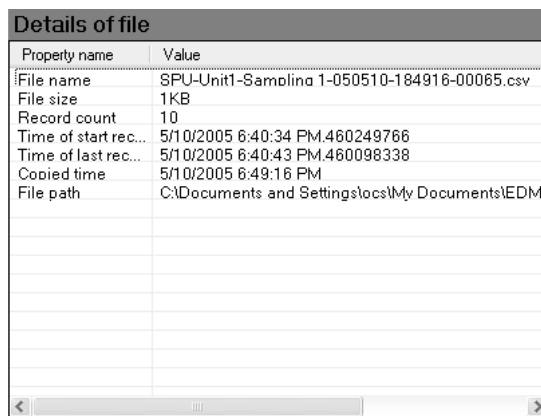 Details of file
Property name Value
File name SPU-Unit1-Sampling 1-050510-184916-00065.csv
File size 1KB
Record count 10
Time of start rec... 5/10/2005 6:40:34 PM.460249766
Time of last rec... 5/10/2005 6:40:43 PM.460098338
Copied time 5/10/2005 6:49:16 PM
File path C:\Documents and Settings\ocs\My Documents\EDM